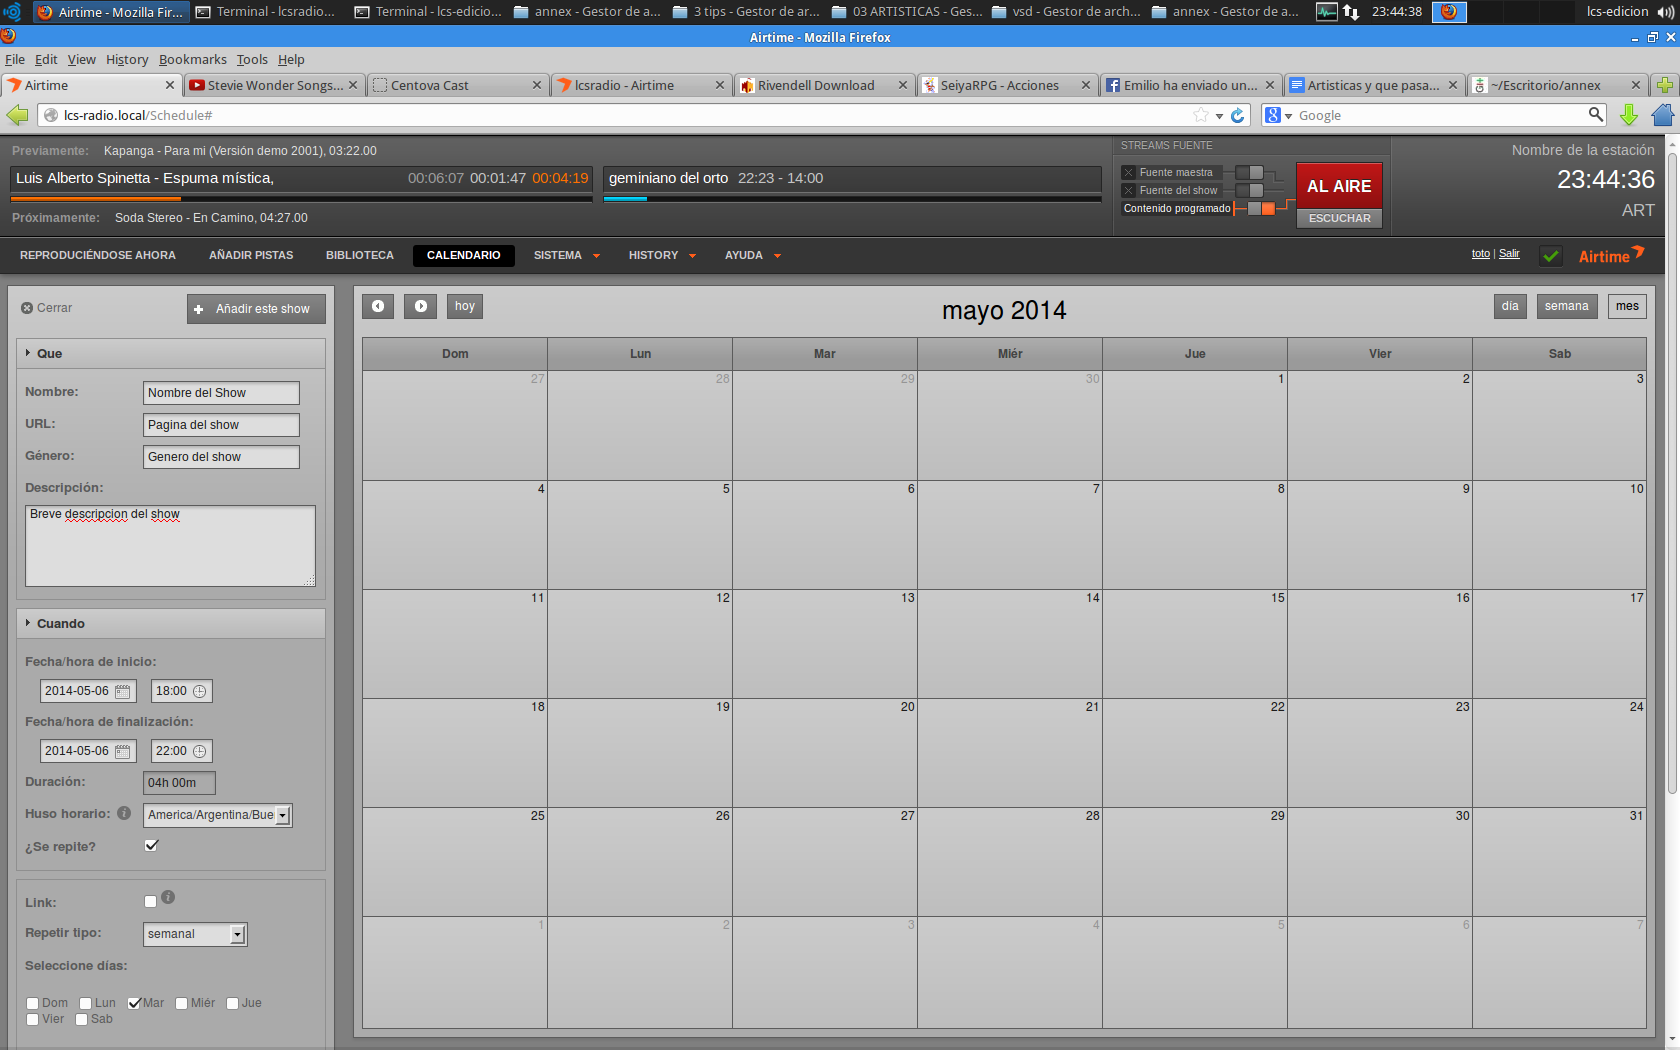 Airtime - Mozilla Fir... Terminal - lcsradio... Terminal - lcs-edicio... annex - Gestor de a... 3 tips - Gestor de ar... 03 ARTISTICAS - Ges... vsd - Gestor de arch... annex - Gestor de a... 23:44:38 lcs-edicion
Airtime - Mozilla Firefox
File Edit View History Bookmarks Tools Help
Airtime Stevie Wonder Songs... Centova Cast lcsradio - Airtime Rivendell Download SeiyaRPG - Acciones Emilio ha enviado un... Artisticas y que pasa... ~/Escritorio/annex
lcs-radio.local/Schedule# Google
Previamente: Kapanga - Para mi (Versión demo 2001), 03:22.00
Luis Alberto Spinetta - Espuma mística, 00:06:07 00:01:47 00:04:19
geminiano del orto 22:23 - 14:00
Próximamente: Soda Stereo - En Camino, 04:27.00
STREAMS FUENTE
Fuente maestra
Fuente del show
Contenido programado
AL AIRE
ESCUCHAR
Nombre de la estación
23:44:36
ART
REPRODUCIÉNDOSE AHORA AÑADIR PISTAS BIBLIOTECA CALENDARIO SISTEMA HISTORY AYUDA
toto | Salir Airtime
Cerrar Añadir este show
Que
Nombre: Nombre del Show
URL: Pagina del show
Género: Genero del show
Descripción:
Breve descripcion del show
Cuando
Fecha/hora de inicio:
2014-05-06 18:00
Fecha/hora de finalización:
2014-05-06 22:00
Duración: 04h 00m
Huso horario: America/Argentina/Bue
¿Se repite?
Link:
Repetir tipo: semanal
Seleccione días:
Dom Lun Mar Miér Jue
Vier Sab
hoy mayo 2014 día semana mes
Dom Lun Mar Miér Jue Vier Sab
27 28 29 30 1 2 3
4 5 6 7 8 9 10
11 12 13 14 15 16 17
18 19 20 21 22 23 24
25 26 27 28 29 30 31
1 2 3 4 5 6 7